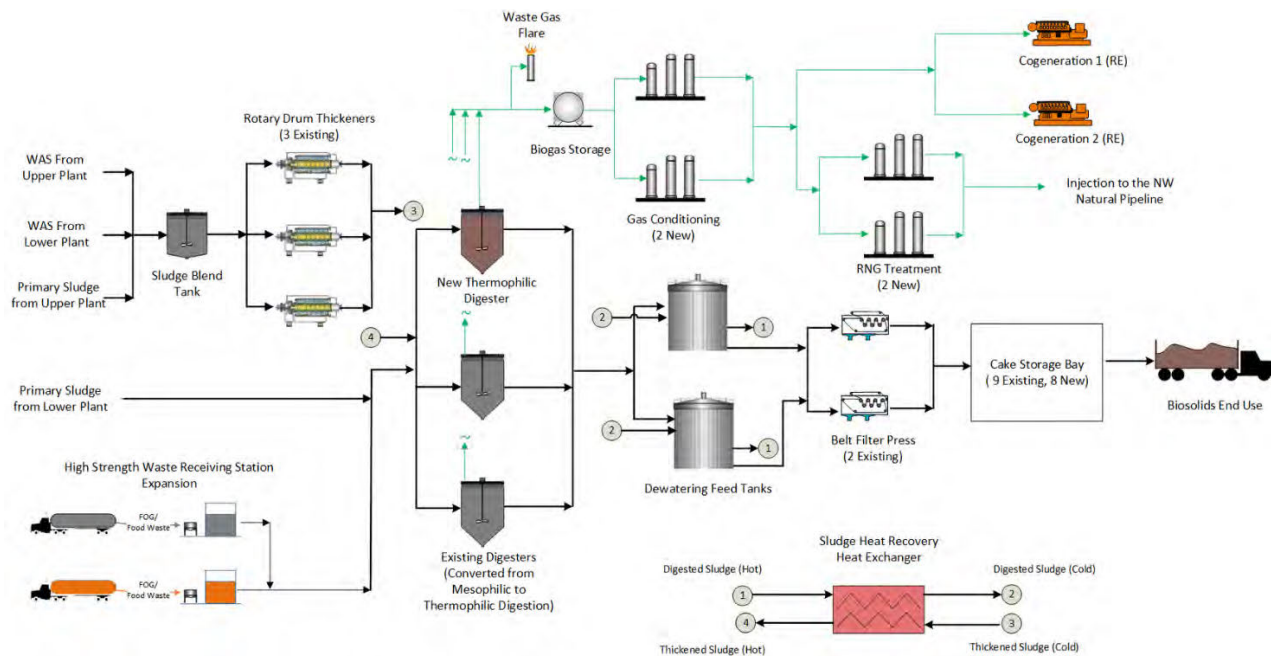 Waste Gas
Flare
Cogeneration 1 (RE)
Rotary Drum Thickeners
(3 Existing)
Biogas Storage
Cogeneration 2 (RE)
WAS From
Upper Plant
Injection to the NW
Natural Pipeline
3
Gas Conditioning
(2 New)
WAS From
Lower Plant
Sludge Blend
Tank
RNG Treatment
(2 New)
New Thermophilic
Digester
Primary Sludge
from Upper Plant
2
1
4
Cake Storage Bay
( 9 Existing, 8 New)
Primary Sludge
from Lower Plant
Biosolids End Use
2
1
Belt Filter Press
(2 Existing)
High Strength Waste Receiving Station
Expansion
Dewatering Feed Tanks
FOG/
Food Waste
Existing Digesters
(Converted from
Mesophilic to
Thermophilic Digestion)
Sludge Heat Recovery
Heat Exchanger
FOG/
Food Waste
Digested Sludge (Hot)
Digested Sludge (Cold)
1
2
4
3
Thickened Sludge (Hot)
Thickened Sludge (Cold)